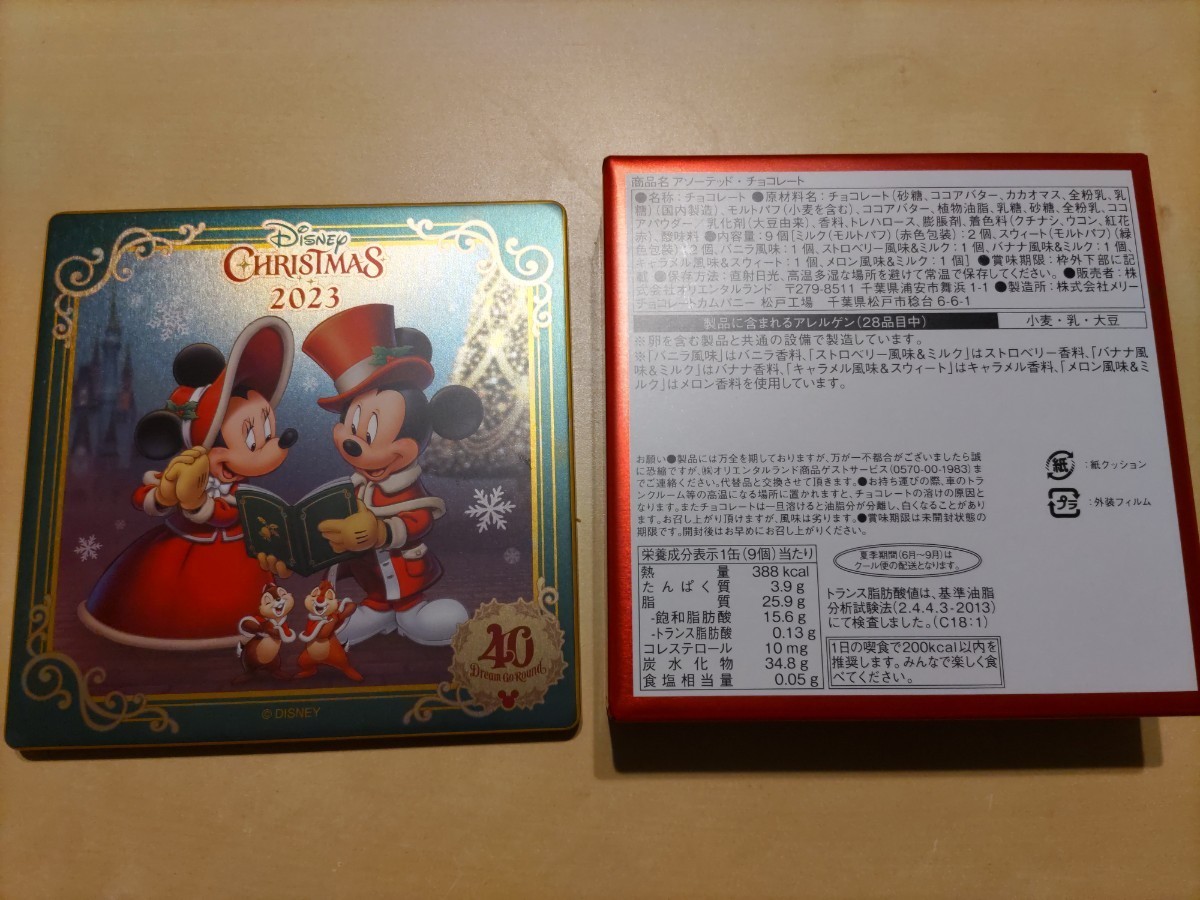 Disney
CHRISTMAS
2023
40
Dream Go Round
© DISNEY
商品名 アソーテッド・チョコレート
●名称：チョコレート ●原材料名：チョコレート（砂糖、ココアバター、カカオマス、全粉乳、乳
糖）（国内製造）、モルトパフ（小麦を含む）、ココアバター、植物油脂、乳糖、砂糖、全粉乳、ココ
アパウダー、乳化剤（大豆由来）、香料、トレハロース、膨脹剤、着色料（クチナシ、ウコン、紅花
赤）、酸味料 ●内容量：9個［ミルク（モルトパフ）（赤色包装）：2個、スウィート（モルトパフ）（緑
色包装）：2個、バニラ風味：1個、ストロベリー風味&ミルク：1個、バナナ風味&ミルク：1個、
キャラメル風味&スウィート：1個、メロン風味&ミルク：1個］ ●賞味期限：枠外下部に記
載 ●保存方法：直射日光、高温多湿な場所を避けて常温で保存してください。 ●販売者：株
式会社オリエンタルランド 〒279-8511 千葉県浦安市舞浜1-1 ●製造所：株式会社メリー
チョコレートカムパニー 松戸工場 千葉県松戸市稔台6-6-1
製品に含まれるアレルゲン（28品目中） 小麦・乳・大豆
※卵を含む製品と共通の設備で製造しています。
※「バニラ風味」はバニラ香料、「ストロベリー風味&ミルク」はストロベリー香料、「バナナ風
味&ミルク」はバナナ香料、「キャラメル風味&スウィート」はキャラメル香料、「メロン風味&ミ
ルク」はメロン香料を使用しています。
お願い●製品には万全を期しておりますが、万が一不都合がございましたら誠
に恐縮ですが、㈱オリエンタルランド商品ゲストサービス（0570-00-1983）ま
でご連絡ください。代替品と交換させて頂きます。●お持ち運びの際、車のトラ
ンクルーム等の高温になる場所に置かれますと、チョコレートの溶けの原因と
なります。またチョコレートは一旦溶けると油脂分が分離し、白くなることがあり
ます。お召し上がり頂けますが、風味は劣ります。●賞味期限は未開封状態の
期限です。開封後はお早めにお召し上がりください。
紙 ：紙クッション
プラ ：外装フィルム
栄養成分表示1缶（9個）当たり
熱量 388 kcal
たんぱく質 3.9 g
脂質 25.9 g
-飽和脂肪酸 15.6 g
-トランス脂肪酸 0.13 g
コレステロール 10 mg
炭水化物 34.8 g
食塩相当量 0.05 g
夏季期間（6月〜9月）は
クール便の配送となります。
トランス脂肪酸値は、基準油脂
分析試験法（2.4.4.3-2013）
にて検査しました。（C18：1）
1日の喫食で200kcal以内を
推奨します。みんなで楽しく食
べてください。